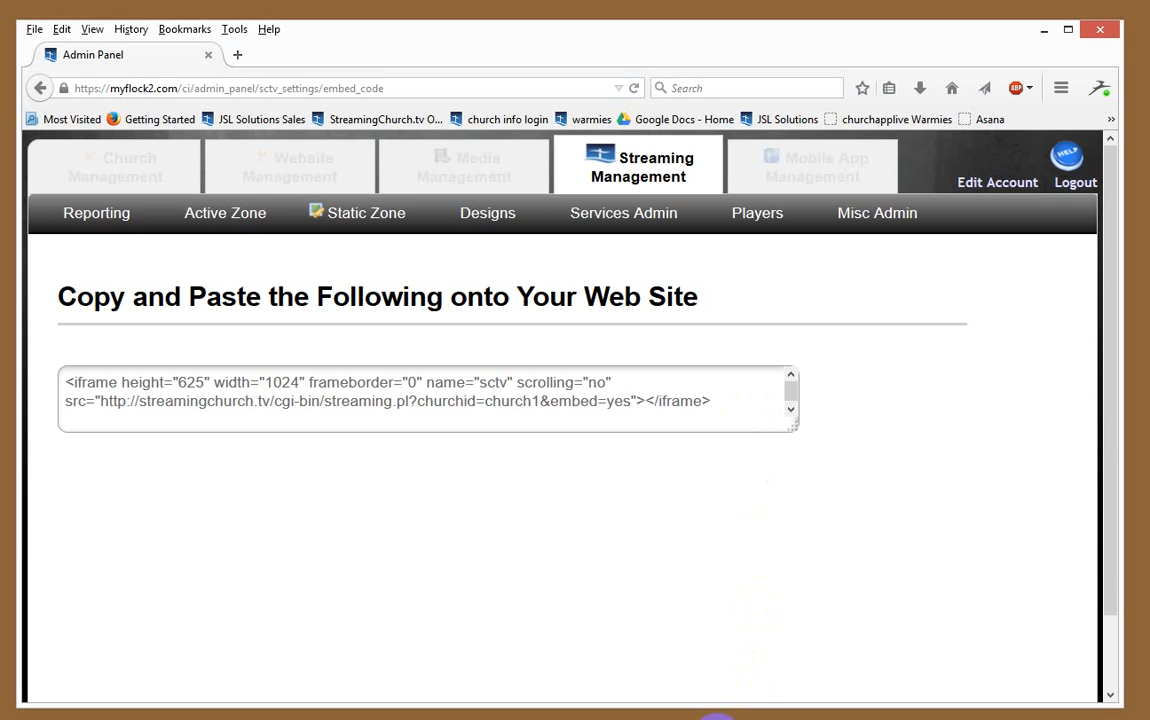 File Edit View History Bookmarks Tools Help
Admin Panel
https://myflock2.com/ci/admin_panel/sctv_settings/embed_code
Search
ABP
Most Visited Getting Started JSL Solutions Sales StreamingChurch.tv O... church info login warmies Google Docs - Home JSL Solutions churchapplive Warmies Asana »
Church Management
Website Management
Media Management
Streaming Management
Mobile App Management
HELP
Edit Account Logout
Reporting Active Zone Static Zone Designs Services Admin Players Misc Admin
Copy and Paste the Following onto Your Web Site
<iframe height="625" width="1024" frameborder="0" name="sctv" scrolling="no"
src="http://streamingchurch.tv/cgi-bin/streaming.pl?churchid=church1&embed=yes"></iframe>